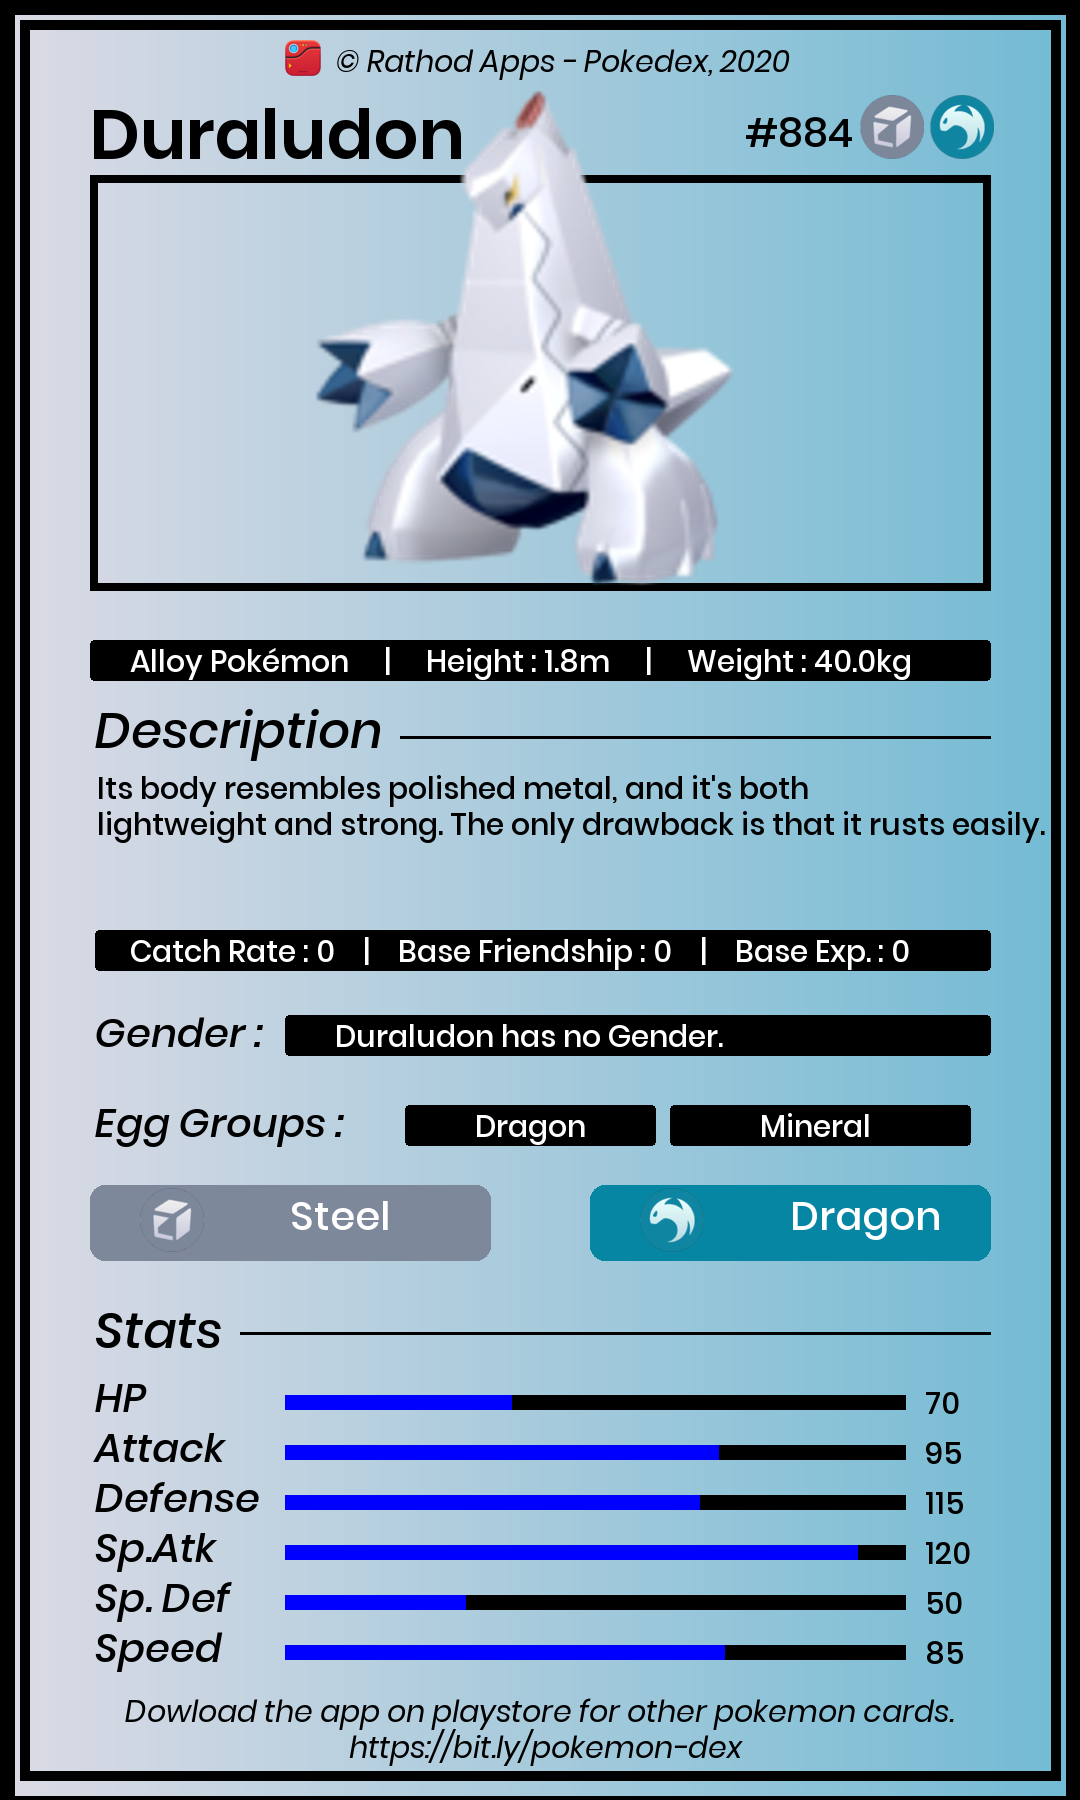 © Rathod Apps - Pokedex, 2020
Duraludon
#884
Alloy Pokémon | Height : 1.8m | Weight : 40.0kg
Description
Its body resembles polished metal, and it's both
lightweight and strong. The only drawback is that it rusts easily.
Catch Rate : 0 | Base Friendship : 0 | Base Exp. : 0
Gender : Duraludon has no Gender.
Egg Groups : Dragon Mineral
Steel Dragon
Stats
HP 70
Attack 95
Defense 115
Sp.Atk 120
Sp. Def 50
Speed 85
Dowload the app on playstore for other pokemon cards.
https://bit.ly/pokemon-dex